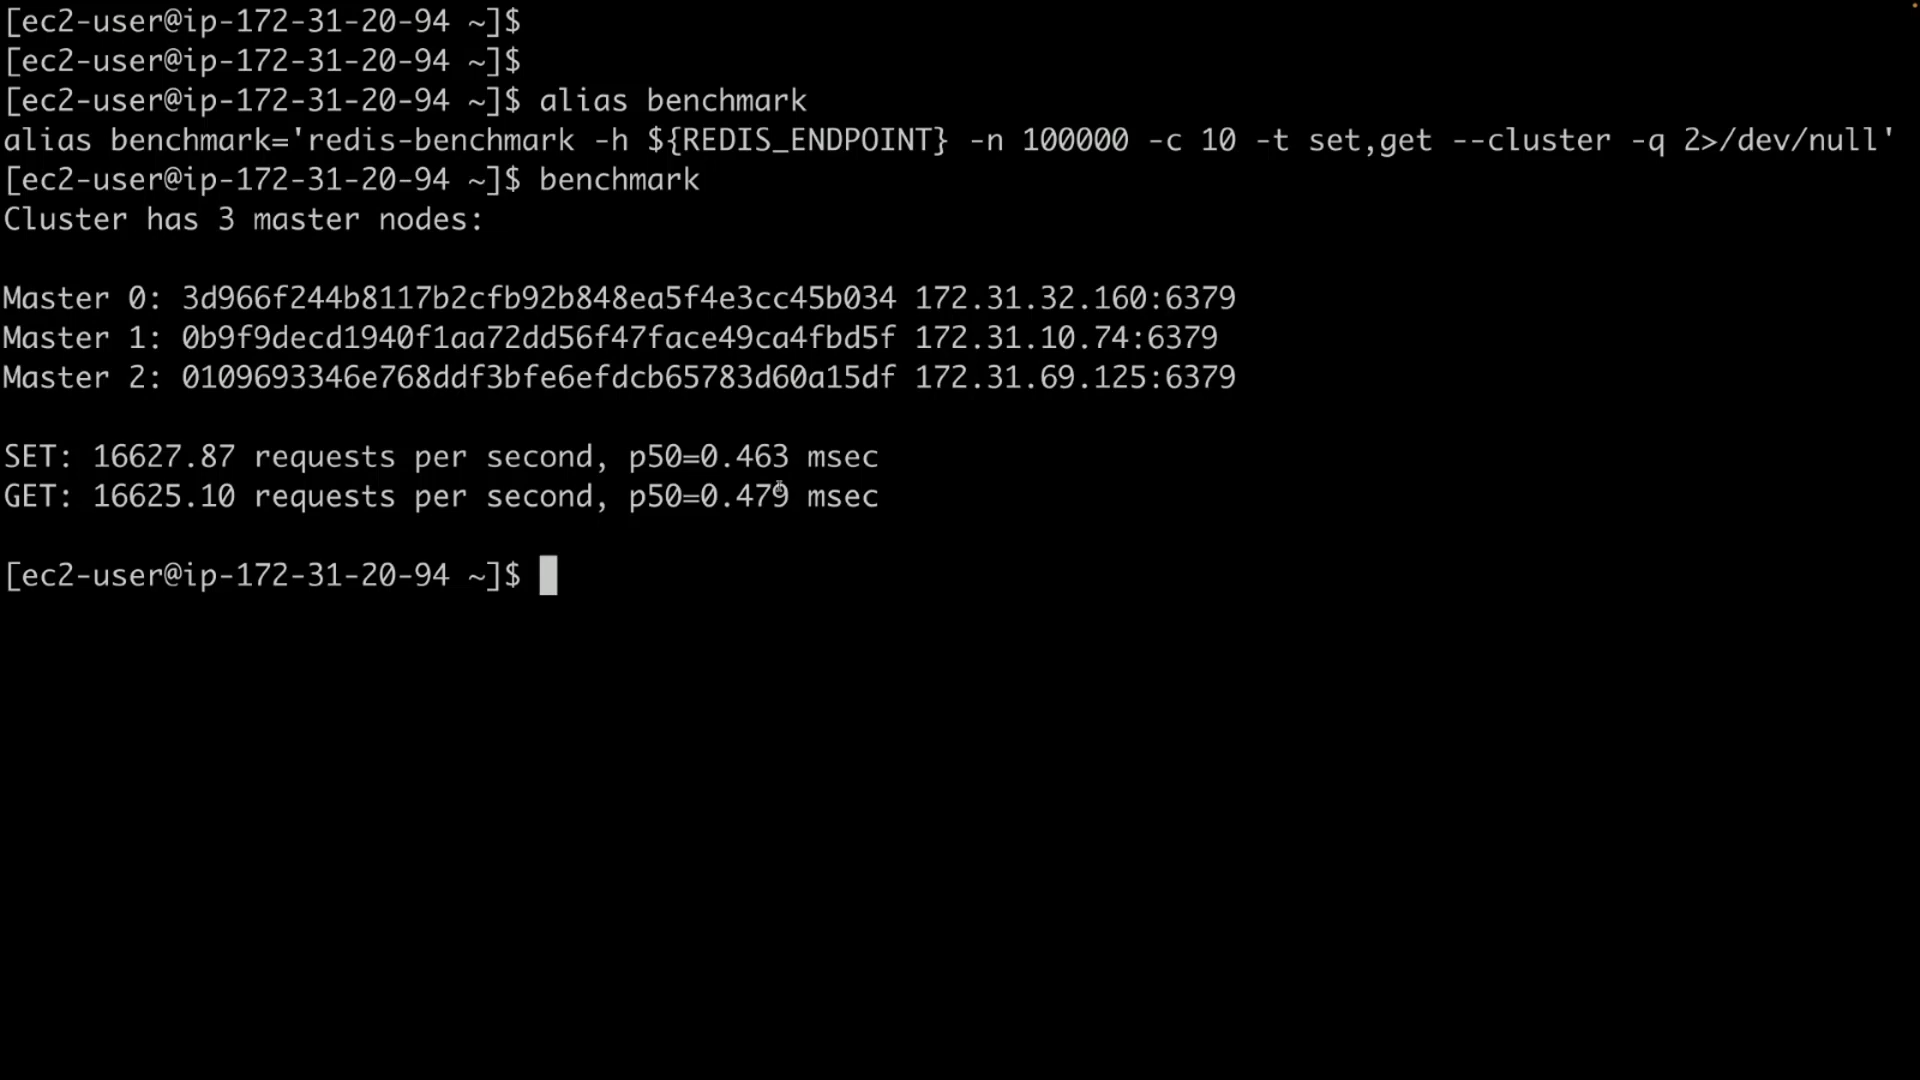 [ec2-user@ip-172-31-20-94 ~]$
[ec2-user@ip-172-31-20-94 ~]$
[ec2-user@ip-172-31-20-94 ~]$ alias benchmark
alias benchmark='redis-benchmark -h ${REDIS_ENDPOINT} -n 100000 -c 10 -t set,get --cluster -q 2>/dev/null'
[ec2-user@ip-172-31-20-94 ~]$ benchmark
Cluster has 3 master nodes:
Master 0: 3d966f244b8117b2cfb92b848ea5f4e3cc45b034 172.31.32.160:6379
Master 1: 0b9f9decd1940f1aa72dd56f47face49ca4fbd5f 172.31.10.74:6379
Master 2: 0109693346e768ddf3bfe6efdcb65783d60a15df 172.31.69.125:6379
SET: 16627.87 requests per second, p50=0.463 msec
GET: 16625.10 requests per second, p50=0.479 msec
[ec2-user@ip-172-31-20-94 ~]$